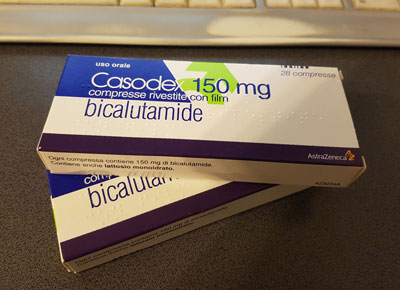 uso orale
Casodex 150 mg
compresse rivestite con film
28 compresse
bicalutamide
Ogni compressa contiene 150 mg di bicalutamide.
Contiene anche lattosio monoidrato.
AstraZeneca
bicalutamide